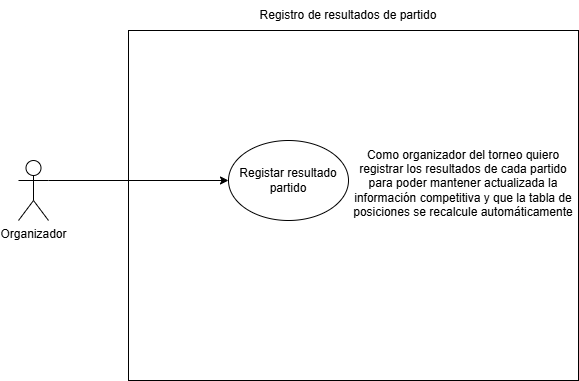 Registro de resultados de partido
Registar resultado
partido
Como organizador del torneo quiero
registrar los resultados de cada partido
para poder mantener actualizada la
información competitiva y que la tabla de
posiciones se recalcule automáticamente
Organizador